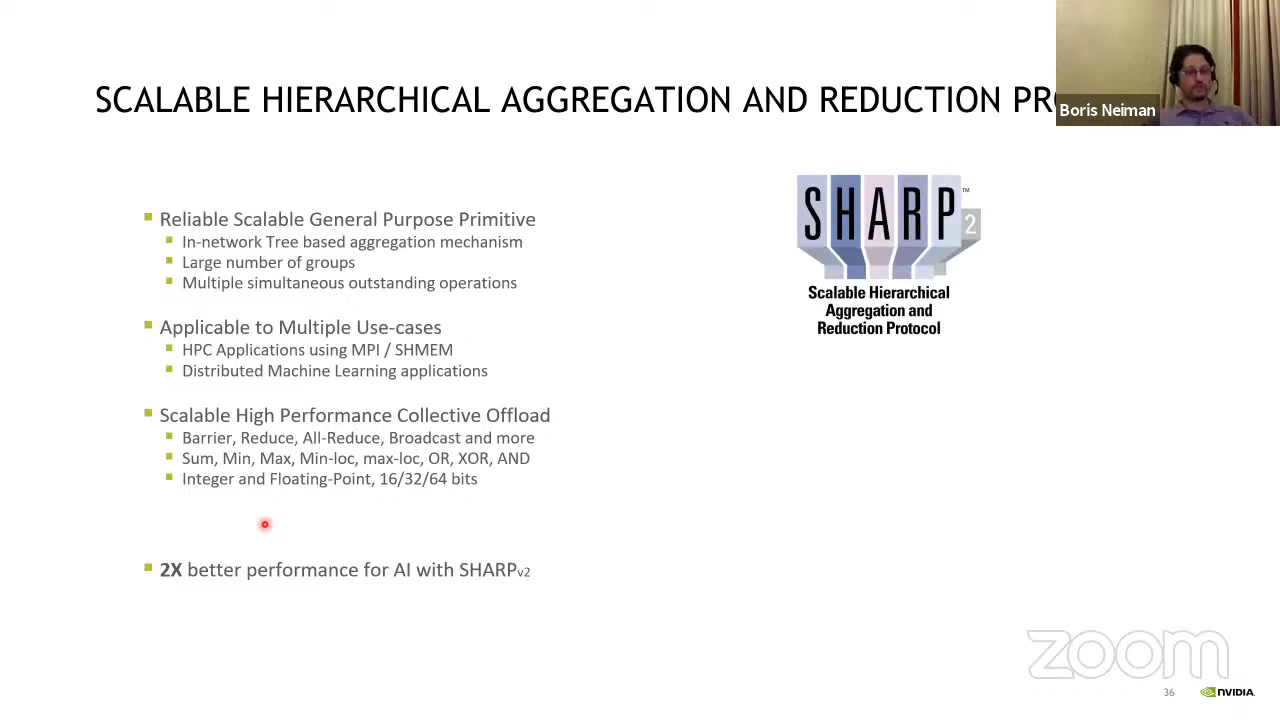 SCALABLE HIERARCHICAL AGGREGATION AND REDUCTION
Boris Neiman
Reliable Scalable General Purpose Primitive
In-network Tree based aggregation mechanism
Large number of groups
Multiple simultaneous outstanding operations
Applicable to Multiple Use-cases
HPC Applications using MPI / SHMEM
Distributed Machine Learning applications
Scalable High Performance Collective Offload
Barrier, Reduce, All-Reduce, Broadcast and more
Sum, Min, Max, Min-loc, max-loc, OR, XOR, AND
Integer and Floating-Point, 16/32/64 bits
2X better performance for AI with SHARPv2
SHARP™ 2
Scalable Hierarchical
Aggregation and
Reduction Protocol
zoom
36
NVIDIA.